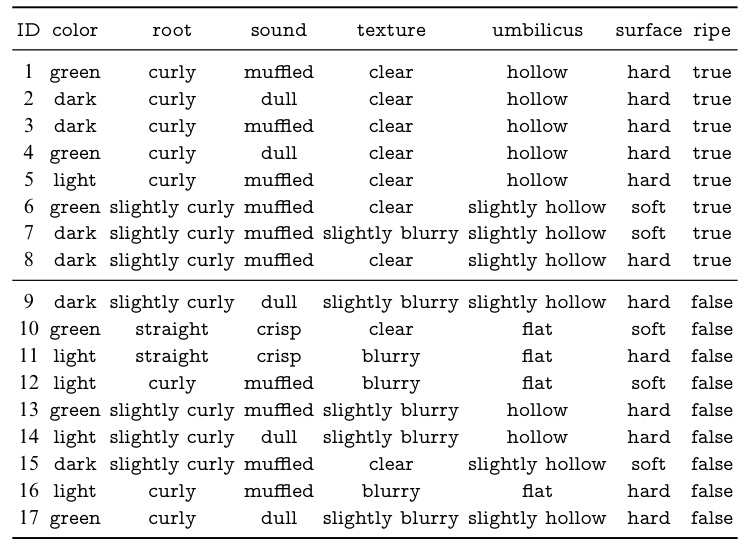 ID color root sound texture umbilicus surface ripe
1 green curly muffled clear hollow hard true
2 dark curly dull clear hollow hard true
3 dark curly muffled clear hollow hard true
4 green curly dull clear hollow hard true
5 light curly muffled clear hollow hard true
6 green slightly curly muffled clear slightly hollow soft true
7 dark slightly curly muffled slightly blurry slightly hollow soft true
8 dark slightly curly muffled clear slightly hollow hard true
9 dark slightly curly dull slightly blurry slightly hollow hard false
10 green straight crisp clear flat soft false
11 light straight crisp blurry flat hard false
12 light curly muffled blurry flat soft false
13 green slightly curly muffled slightly blurry hollow hard false
14 light slightly curly dull slightly blurry hollow hard false
15 dark slightly curly muffled clear slightly hollow soft false
16 light curly muffled blurry flat hard false
17 green curly dull slightly blurry slightly hollow hard false